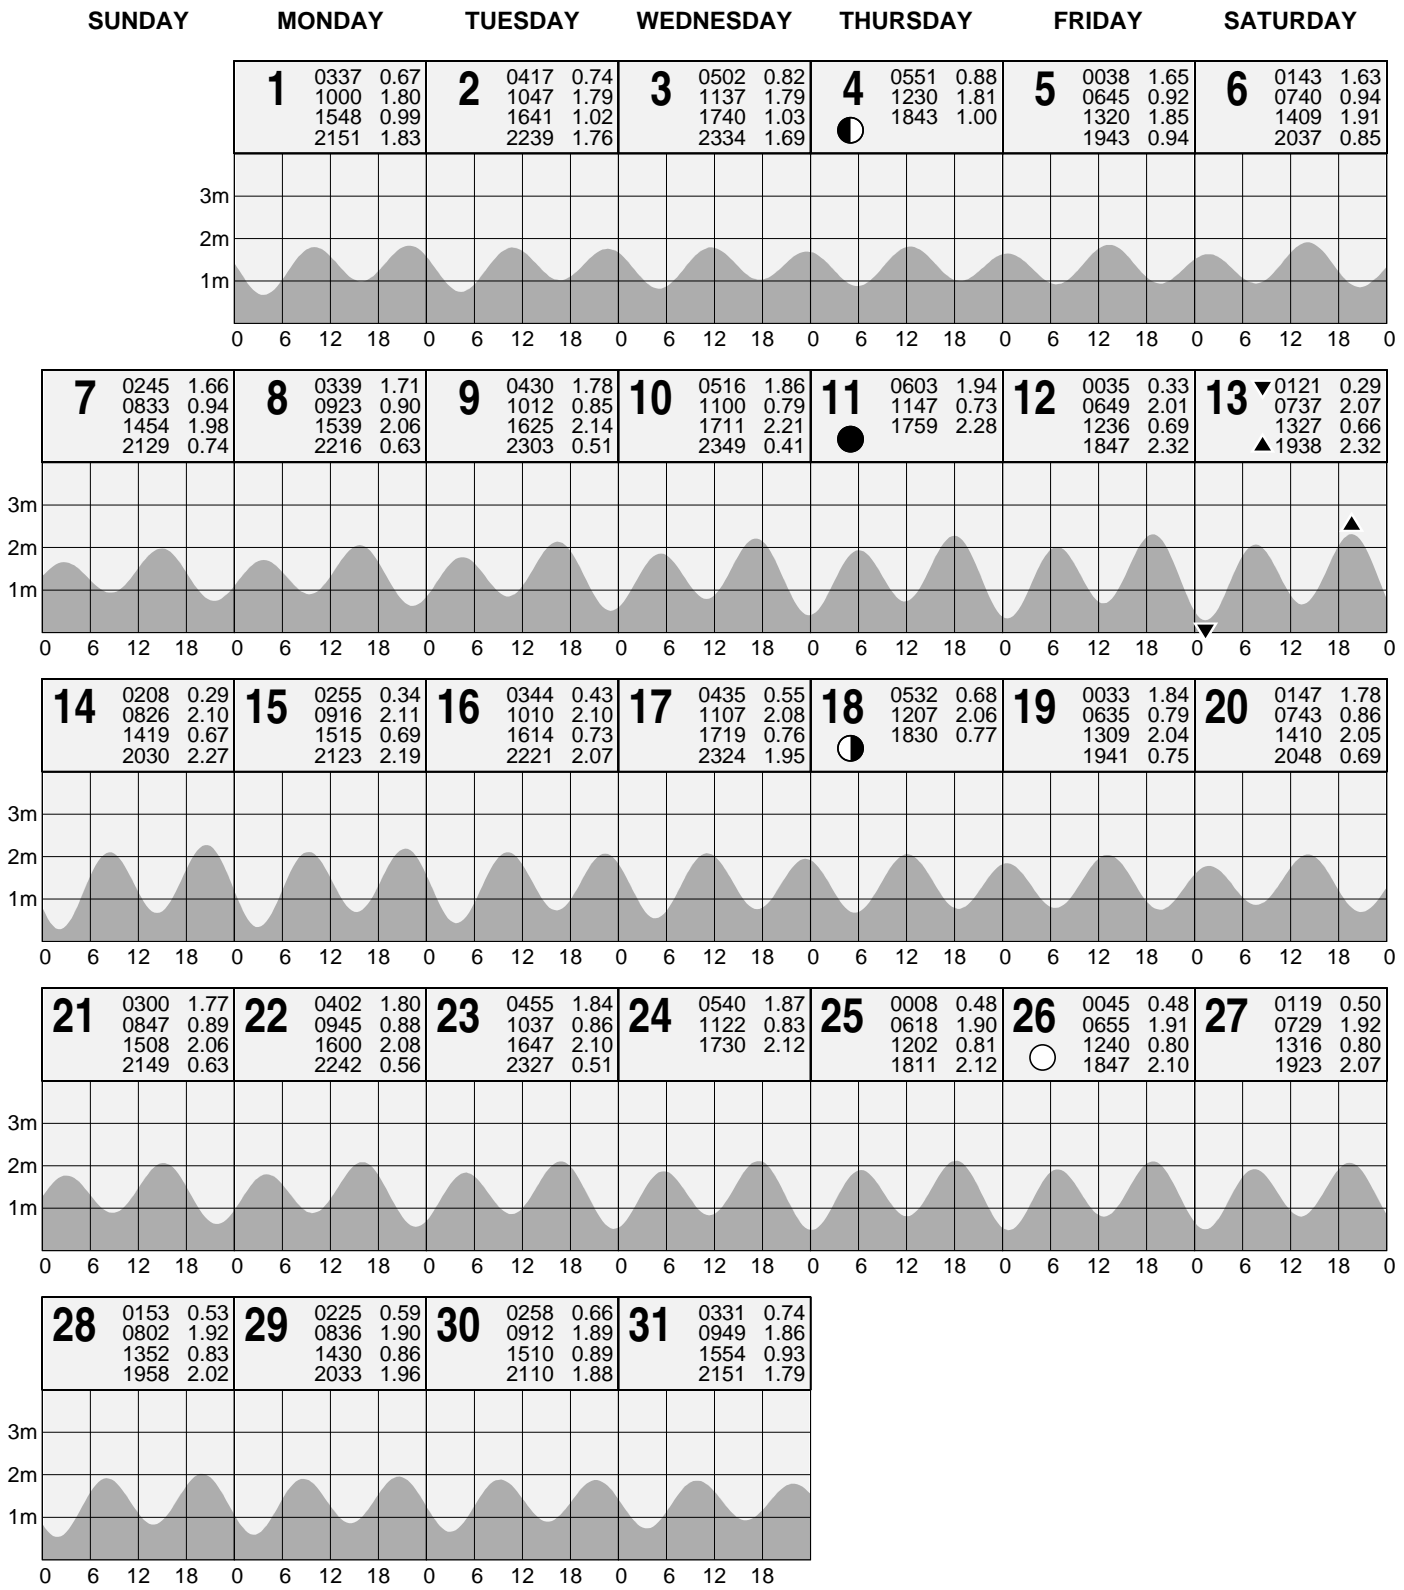 SUNDAY MONDAY TUESDAY WEDNESDAY THURSDAY FRIDAY SATURDAY
1 0337 0.67
1000 1.80
1548 0.99
2151 1.83
2 0417 0.74
1047 1.79
1641 1.02
2239 1.76
3 0502 0.82
1137 1.79
1740 1.03
2334 1.69
4 0551 0.88
1230 1.81
1843 1.00
5 0038 1.65
0645 0.92
1320 1.85
1943 0.94
6 0143 1.63
0740 0.94
1409 1.91
2037 0.85
3m
2m
1m
0 6 12 18 0 6 12 18 0 6 12 18 0 6 12 18 0 6 12 18 0 6 12 18 0
7 0245 1.66
0833 0.94
1454 1.98
2129 0.74
8 0339 1.71
0923 0.90
1539 2.06
2216 0.63
9 0430 1.78
1012 0.85
1625 2.14
2303 0.51
10 0516 1.86
1100 0.79
1711 2.21
2349 0.41
11 0603 1.94
1147 0.73
1759 2.28
12 0035 0.33
0649 2.01
1236 0.69
1847 2.32
13 0121 0.29
0737 2.07
1327 0.66
1938 2.32
3m
2m
1m
0 6 12 18 0 6 12 18 0 6 12 18 0 6 12 18 0 6 12 18 0 6 12 18 0 6 12 18 0
14 0208 0.29
0826 2.10
1419 0.67
2030 2.27
15 0255 0.34
0916 2.11
1515 0.69
2123 2.19
16 0344 0.43
1010 2.10
1614 0.73
2221 2.07
17 0435 0.55
1107 2.08
1719 0.76
2324 1.95
18 0532 0.68
1207 2.06
1830 0.77
19 0033 1.84
0635 0.79
1309 2.04
1941 0.75
20 0147 1.78
0743 0.86
1410 2.05
2048 0.69
3m
2m
1m
0 6 12 18 0 6 12 18 0 6 12 18 0 6 12 18 0 6 12 18 0 6 12 18 0 6 12 18 0
21 0300 1.77
0847 0.89
1508 2.06
2149 0.63
22 0402 1.80
0945 0.88
1600 2.08
2242 0.56
23 0455 1.84
1037 0.86
1647 2.10
2327 0.51
24 0540 1.87
1122 0.83
1730 2.12
25 0008 0.48
0618 1.90
1202 0.81
1811 2.12
26 0045 0.48
0655 1.91
1240 0.80
1847 2.10
27 0119 0.50
0729 1.92
1316 0.80
1923 2.07
3m
2m
1m
0 6 12 18 0 6 12 18 0 6 12 18 0 6 12 18 0 6 12 18 0 6 12 18 0 6 12 18 0
28 0153 0.53
0802 1.92
1352 0.83
1958 2.02
29 0225 0.59
0836 1.90
1430 0.86
2033 1.96
30 0258 0.66
0912 1.89
1510 0.89
2110 1.88
31 0331 0.74
0949 1.86
1554 0.93
2151 1.79
3m
2m
1m
0 6 12 18 0 6 12 18 0 6 12 18 0 6 12 18